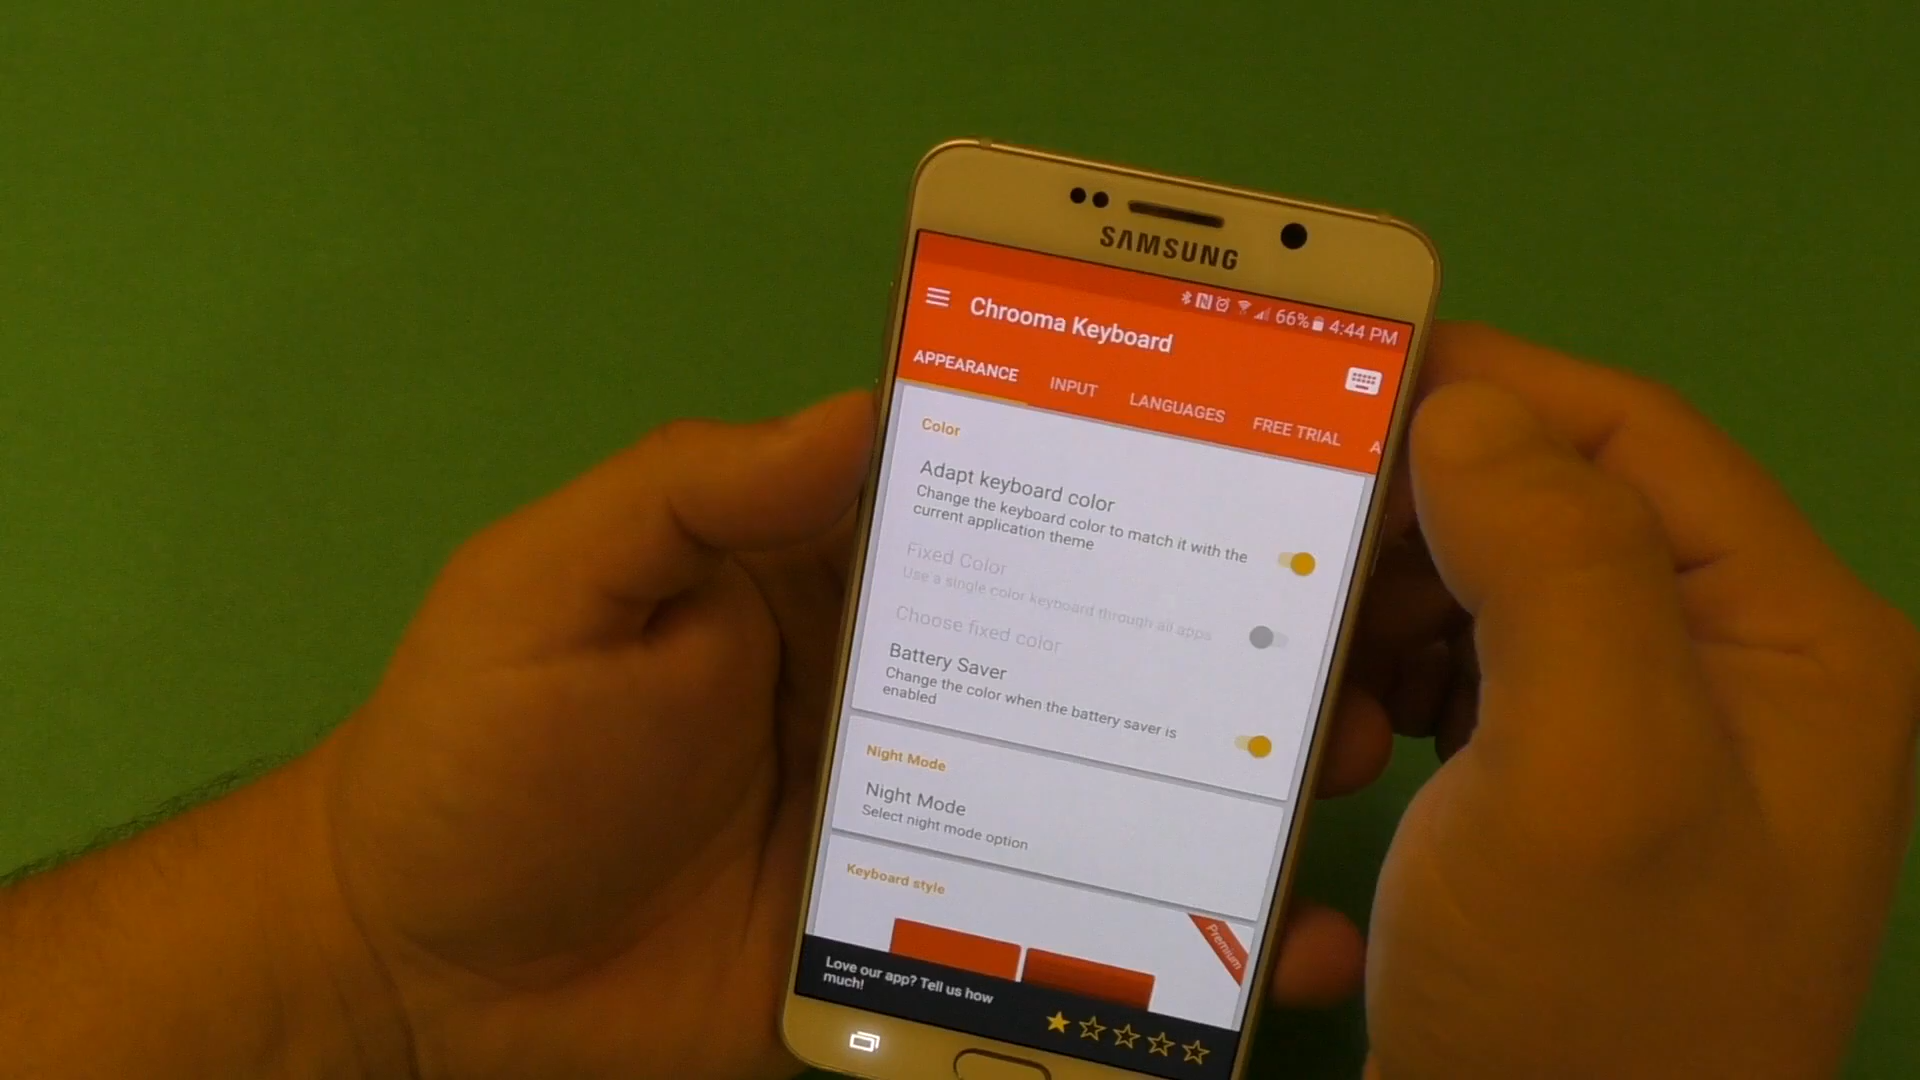 SAMSUNG
66% 4:44 PM
Chrooma Keyboard
APPEARANCE INPUT LANGUAGES FREE TRIAL A
Color
Adapt keyboard color
Change the keyboard color to match it with the
current application theme
Fixed Color
Use a single color keyboard through all apps
Choose fixed color
Battery Saver
Change the color when the battery saver is
enabled
Night Mode
Night Mode
Select night mode option
Keyboard style
Premium
Love our app? Tell us how
much!